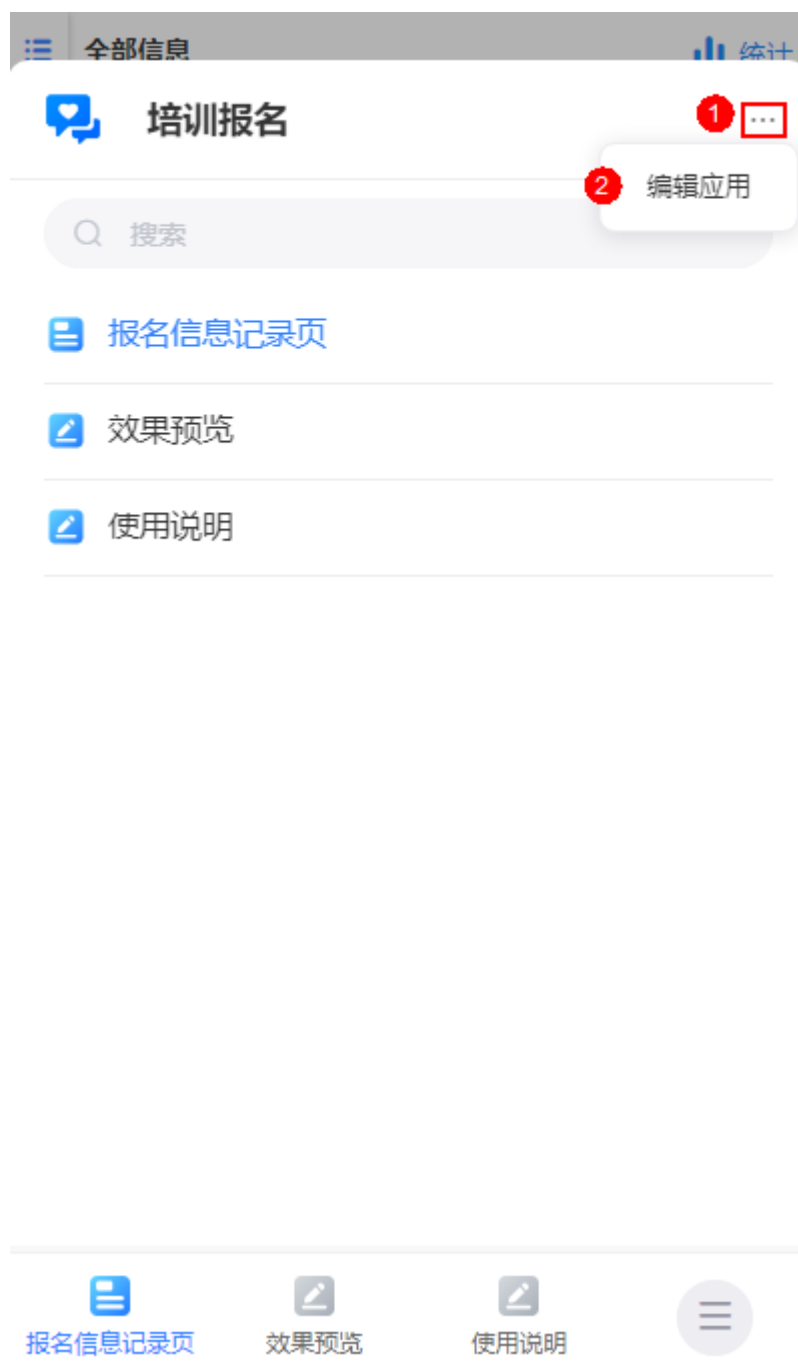 全部信息 统计
培训报名 1 ...
2 编辑应用
搜索
报名信息记录页
效果预览
使用说明
报名信息记录页 效果预览 使用说明